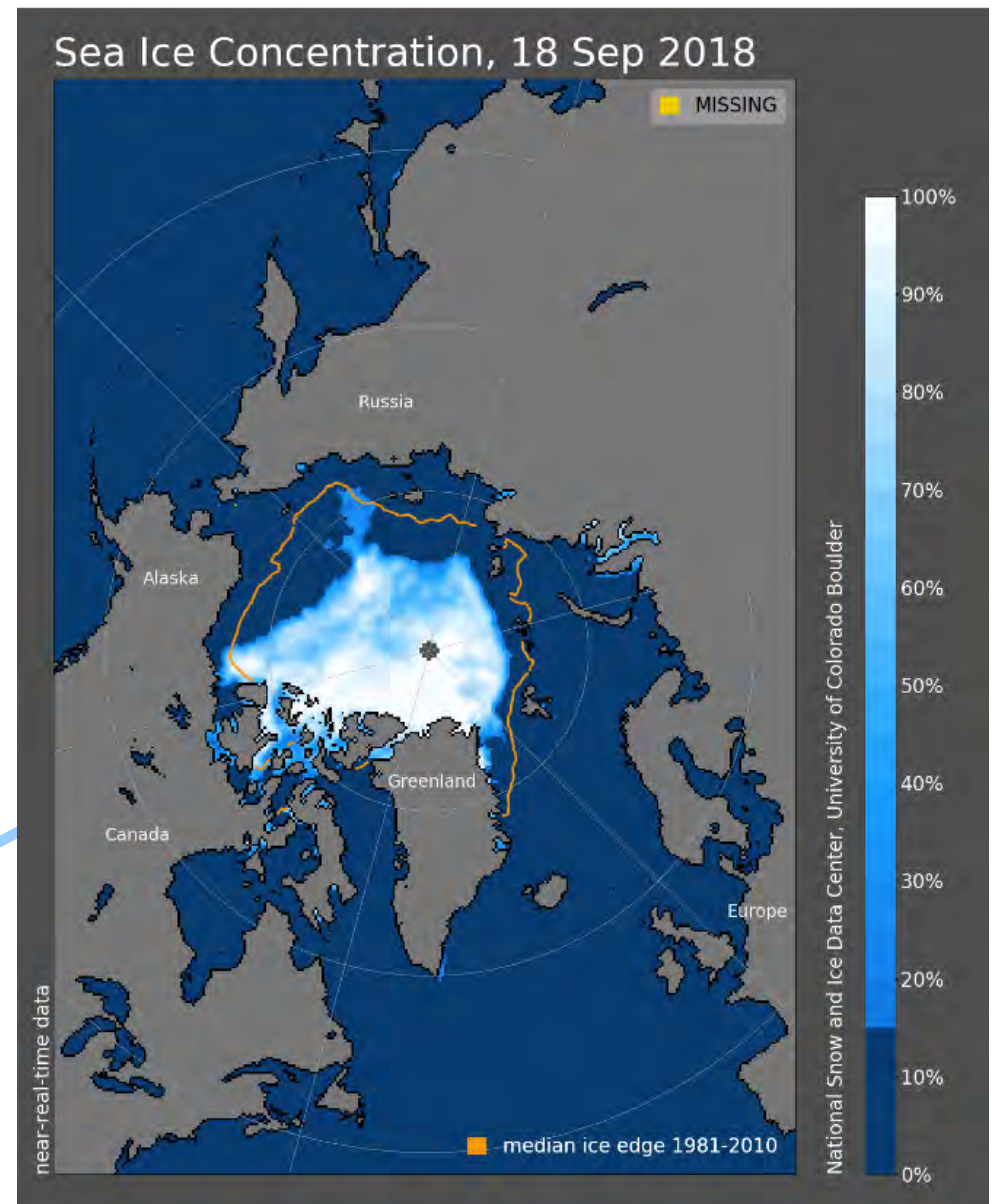 Sea Ice Concentration, 18 Sep 2018
MISSING
Russia
Alaska
Greenland
Canada
Europe
median ice edge 1981-2010
near-real-time data
National Snow and Ice Data Center, University of Colorado Boulder
100%
90%
80%
70%
60%
50%
40%
30%
20%
10%
0%